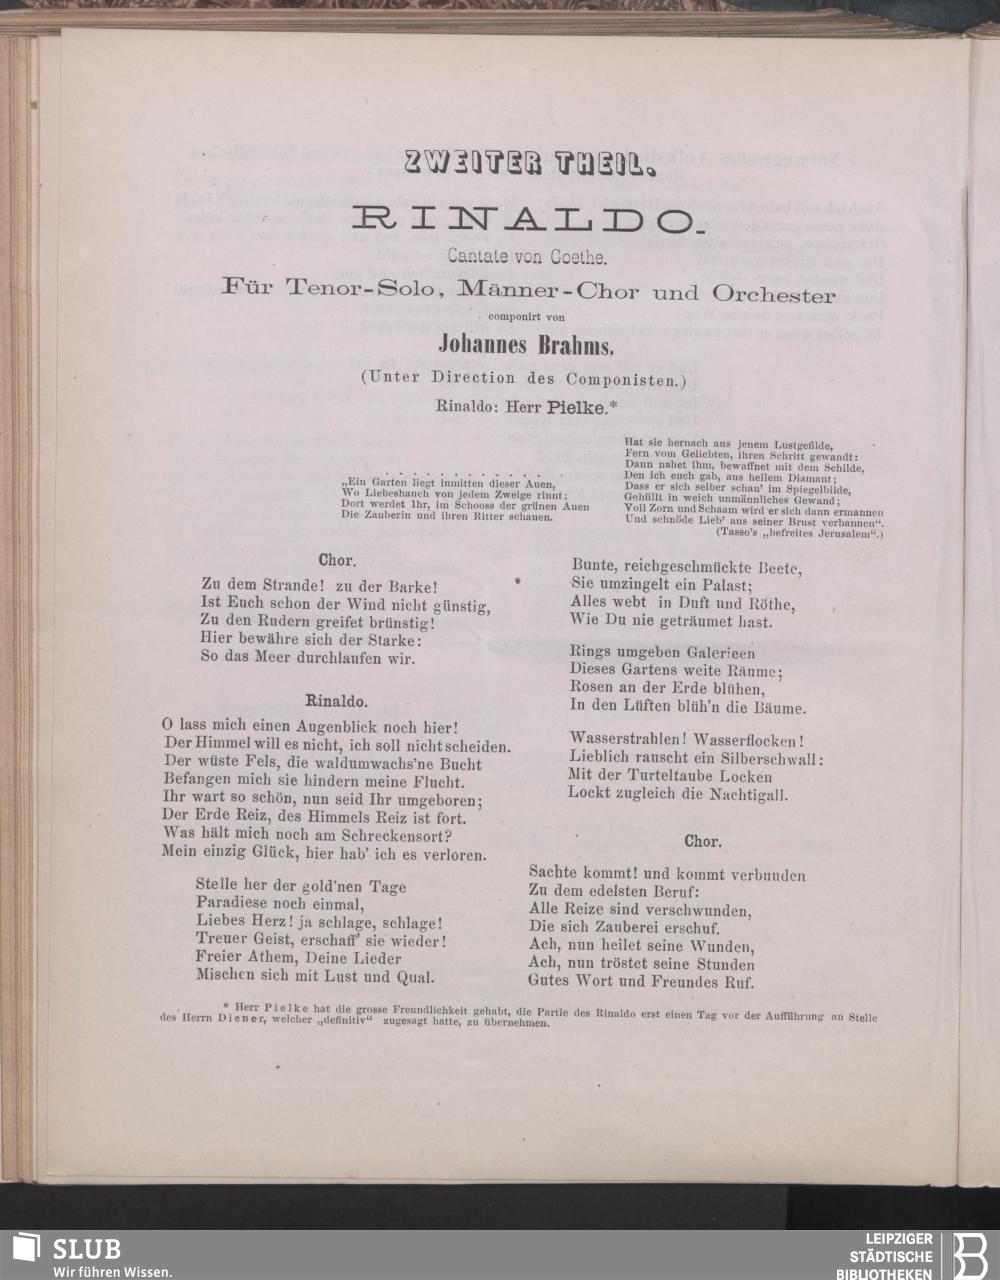 ZWEITER THEIL.
RINALDO.
Cantate von Goethe.
Für Tenor-Solo, Männer-Chor und Orchester
componirt von
Johannes Brahms.
(Unter Direction des Componisten.)
Rinaldo: Herr Pielke.*
. . . . . . . . . . . . . .
„Ein Garten liegt inmitten dieser Auen,
Wo Liebeshauch von jedem Zweige rinnt;
Dort werdet Ihr, im Schooss der grünen Auen
Die Zauberin und ihren Ritter schauen.
Hat sie hernach aus jenem Lustgefilde,
Fern vom Geliebten, ihren Schritt gewandt:
Dann nahet ihm, bewaffnet mit dem Schilde,
Den ich euch gab, aus hellem Diamant;
Dass er sich selber schau' im Spiegelbilde,
Gehüllt in weich unmännliches Gewand;
Voll Zorn und Schaam wird er sich dann ermannen
Und schnöde Lieb' aus seiner Brust verbannen“.
(Tasso's „befreites Jerusalem“.)
Chor.
Zu dem Strande! zu der Barke!
Ist Euch schon der Wind nicht günstig,
Zu den Rudern greifet brünstig!
Hier bewähre sich der Starke:
So das Meer durchlaufen wir.
Rinaldo.
O lass mich einen Augenblick noch hier!
Der Himmel will es nicht, ich soll nicht scheiden.
Der wüste Fels, die waldumwachs'ne Bucht
Befangen mich sie hindern meine Flucht.
Ihr wart so schön, nun seid Ihr umgeboren;
Der Erde Reiz, des Himmels Reiz ist fort.
Was hält mich noch am Schreckensort?
Mein einzig Glück, hier hab' ich es verloren.
Stelle her der gold'nen Tage
Paradiese noch einmal,
Liebes Herz! ja schlage, schlage!
Treuer Geist, erschaff' sie wieder!
Freier Athem, Deine Lieder
Mischen sich mit Lust und Qual.
Bunte, reichgeschmückte Beete,
Sie umzingelt ein Palast;
Alles webt in Duft und Röthe,
Wie Du nie geträumet hast.
Rings umgeben Galerieen
Dieses Gartens weite Räume;
Rosen an der Erde blühen,
In den Lüften blüh'n die Bäume.
Wasserstrahlen! Wasserflocken!
Lieblich rauscht ein Silberschwall:
Mit der Turteltaube Locken
Lockt zugleich die Nachtigall.
Chor.
Sachte kommt! und kommt verbunden
Zu dem edelsten Beruf:
Alle Reize sind verschwunden,
Die sich Zauberei erschuf.
Ach, nun heilet seine Wunden,
Ach, nun tröstet seine Stunden
Gutes Wort und Freundes Ruf.
* Herr Pielke hat die grosse Freundlichkeit gehabt, die Partie des Rinaldo erst einen Tag vor der Aufführung an Stelle
des Herrn Diener, welcher „definitiv“ zugesagt hatte, zu übernehmen.
SLUB
Wir führen Wissen.
LEIPZIGER
STÄDTISCHE
BIBLIOTHEKEN